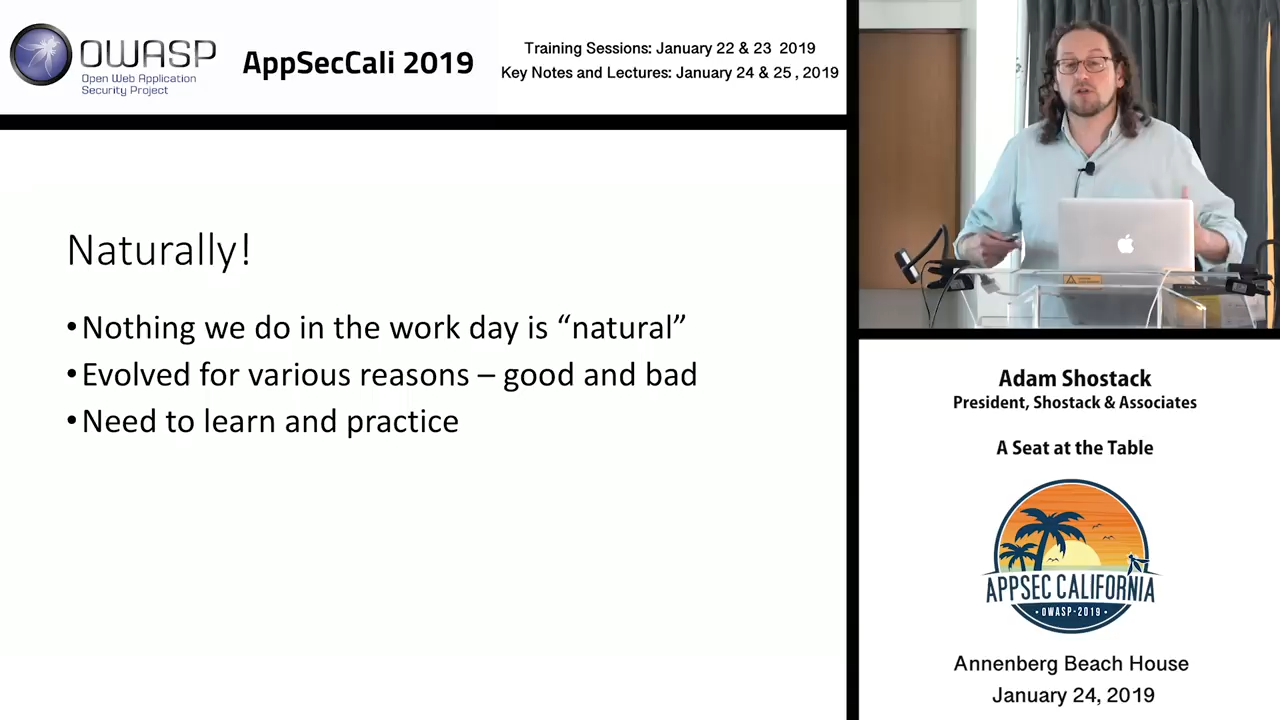 OWASP
Open Web Application
Security Project
AppSecCali 2019
Training Sessions: January 22 & 23 2019
Key Notes and Lectures: January 24 & 25 , 2019
Naturally!
•Nothing we do in the work day is “natural”
•Evolved for various reasons – good and bad
•Need to learn and practice
Adam Shostack
President, Shostack & Associates
A Seat at the Table
APPSEC CALIFORNIA
• OWASP-2019 •
Annenberg Beach House
January 24, 2019